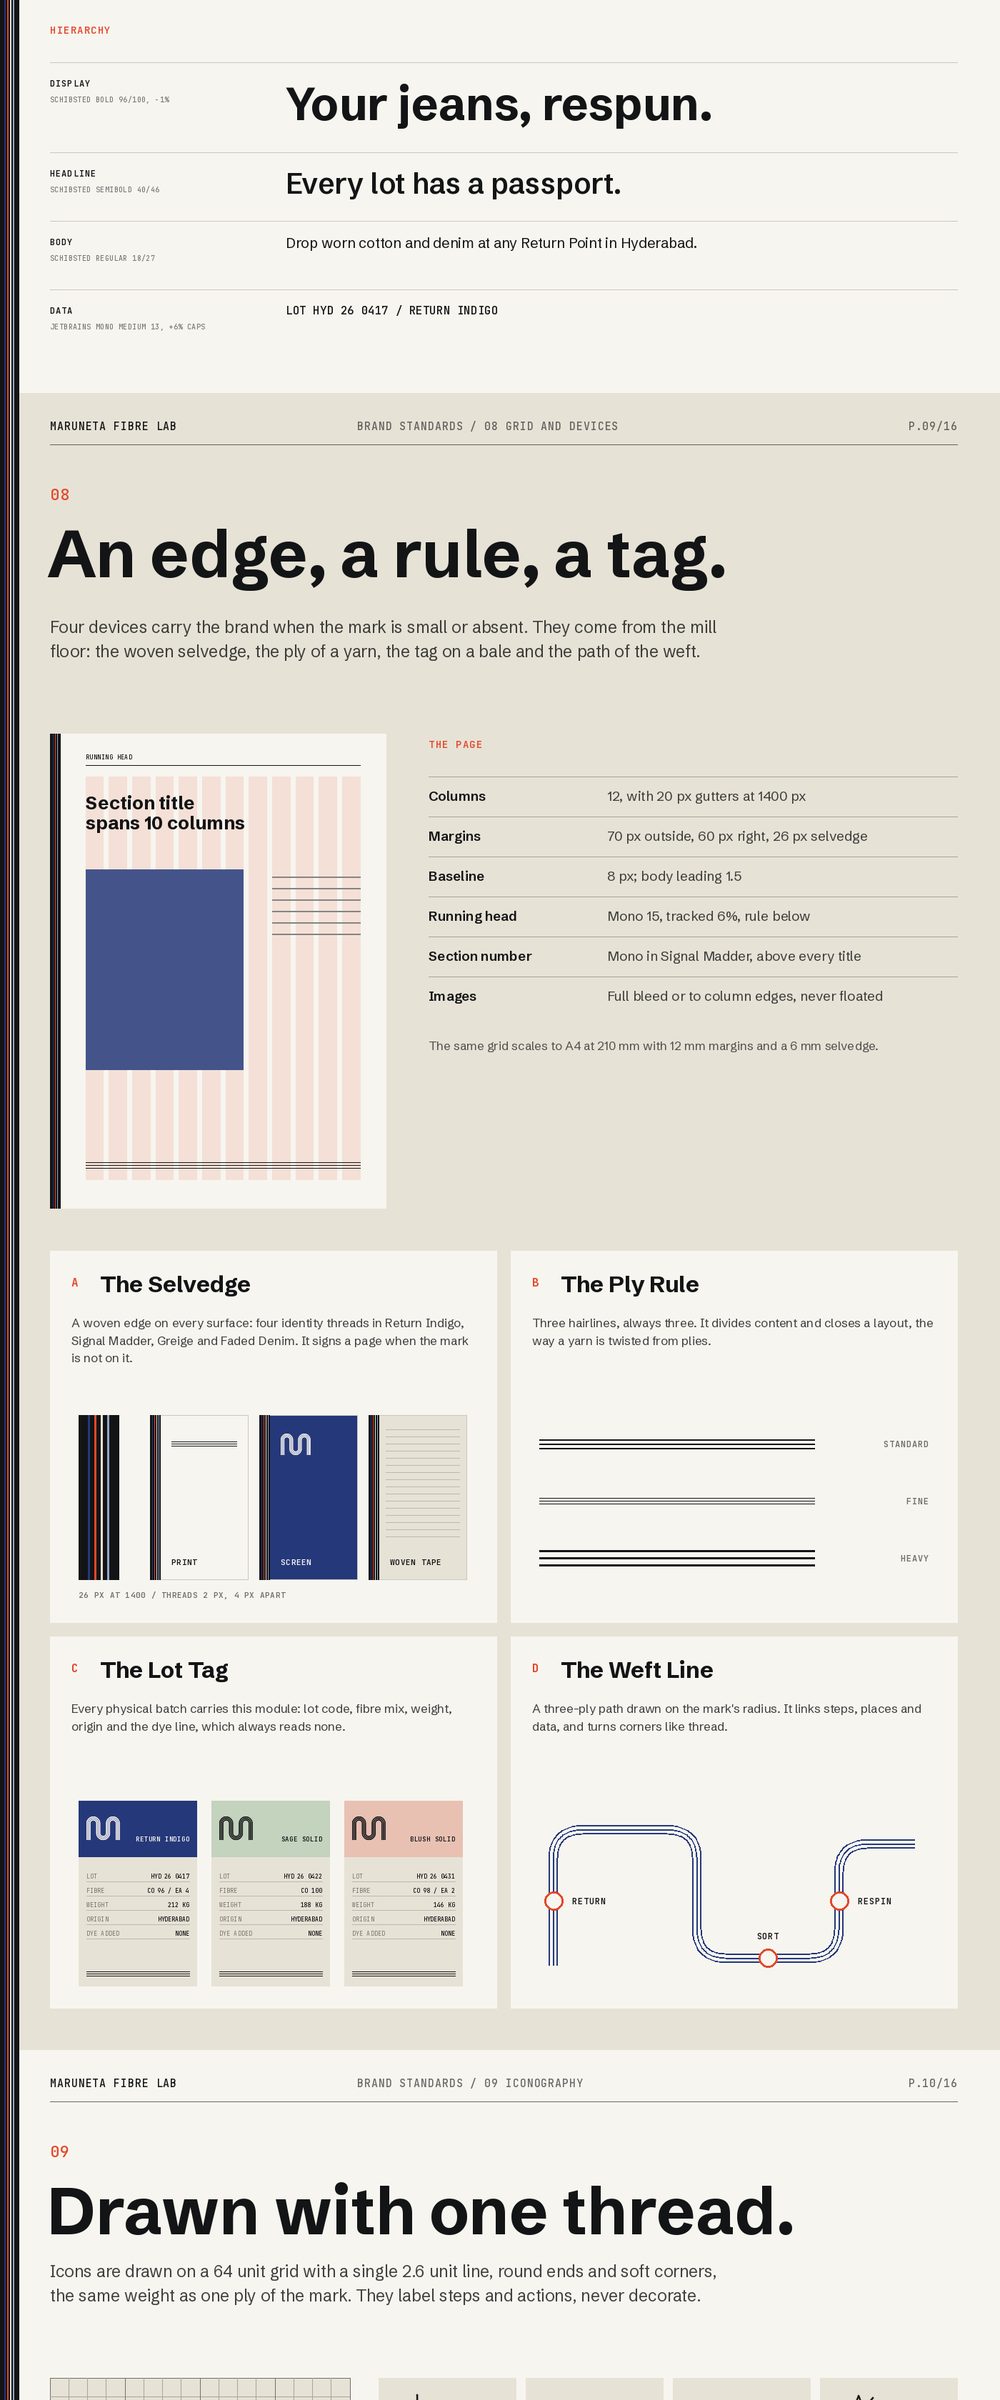 HIERARCHY
DISPLAY
SCHIBSTED BOLD 96/100, -1%
Your jeans, respun.
HEADLINE
SCHIBSTED SEMIBOLD 40/46
Every lot has a passport.
BODY
SCHIBSTED REGULAR 18/27
Drop worn cotton and denim at any Return Point in Hyderabad.
DATA
JETBRAINS MONO MEDIUM 13, +6% CAPS
LOT HYD 26 0417 / RETURN INDIGO
MARUNETA FIBRE LAB
BRAND STANDARDS / 08 GRID AND DEVICES
P.09/16
08
An edge, a rule, a tag.
Four devices carry the brand when the mark is small or absent. They come from the mill
floor: the woven selvedge, the ply of a yarn, the tag on a bale and the path of the weft.
RUNNING HEAD
Section title
spans 10 columns
THE PAGE
Columns 12, with 20 px gutters at 1400 px
Margins 70 px outside, 60 px right, 26 px selvedge
Baseline 8 px; body leading 1.5
Running head Mono 15, tracked 6%, rule below
Section number Mono in Signal Madder, above every title
Images Full bleed or to column edges, never floated
The same grid scales to A4 at 210 mm with 12 mm margins and a 6 mm selvedge.
A The Selvedge
A woven edge on every surface: four identity threads in Return Indigo,
Signal Madder, Greige and Faded Denim. It signs a page when the mark
is not on it.
PRINT
SCREEN
WOVEN TAPE
26 PX AT 1400 / THREADS 2 PX, 4 PX APART
B The Ply Rule
Three hairlines, always three. It divides content and closes a layout, the
way a yarn is twisted from plies.
STANDARD
FINE
HEAVY
C The Lot Tag
Every physical batch carries this module: lot code, fibre mix, weight,
origin and the dye line, which always reads none.
RETURN INDIGO
LOT HYD 26 0417
FIBRE CO 96 / EA 4
WEIGHT 212 KG
ORIGIN HYDERABAD
DYE ADDED NONE
SAGE SOLID
LOT HYD 26 0422
FIBRE CO 100
WEIGHT 188 KG
ORIGIN HYDERABAD
DYE ADDED NONE
BLUSH SOLID
LOT HYD 26 0431
FIBRE CO 98 / EA 2
WEIGHT 146 KG
ORIGIN HYDERABAD
DYE ADDED NONE
D The Weft Line
A three-ply path drawn on the mark's radius. It links steps, places and
data, and turns corners like thread.
RETURN
SORT
RESPIN
MARUNETA FIBRE LAB
BRAND STANDARDS / 09 ICONOGRAPHY
P.10/16
09
Drawn with one thread.
Icons are drawn on a 64 unit grid with a single 2.6 unit line, round ends and soft corners,
the same weight as one ply of the mark. They label steps and actions, never decorate.